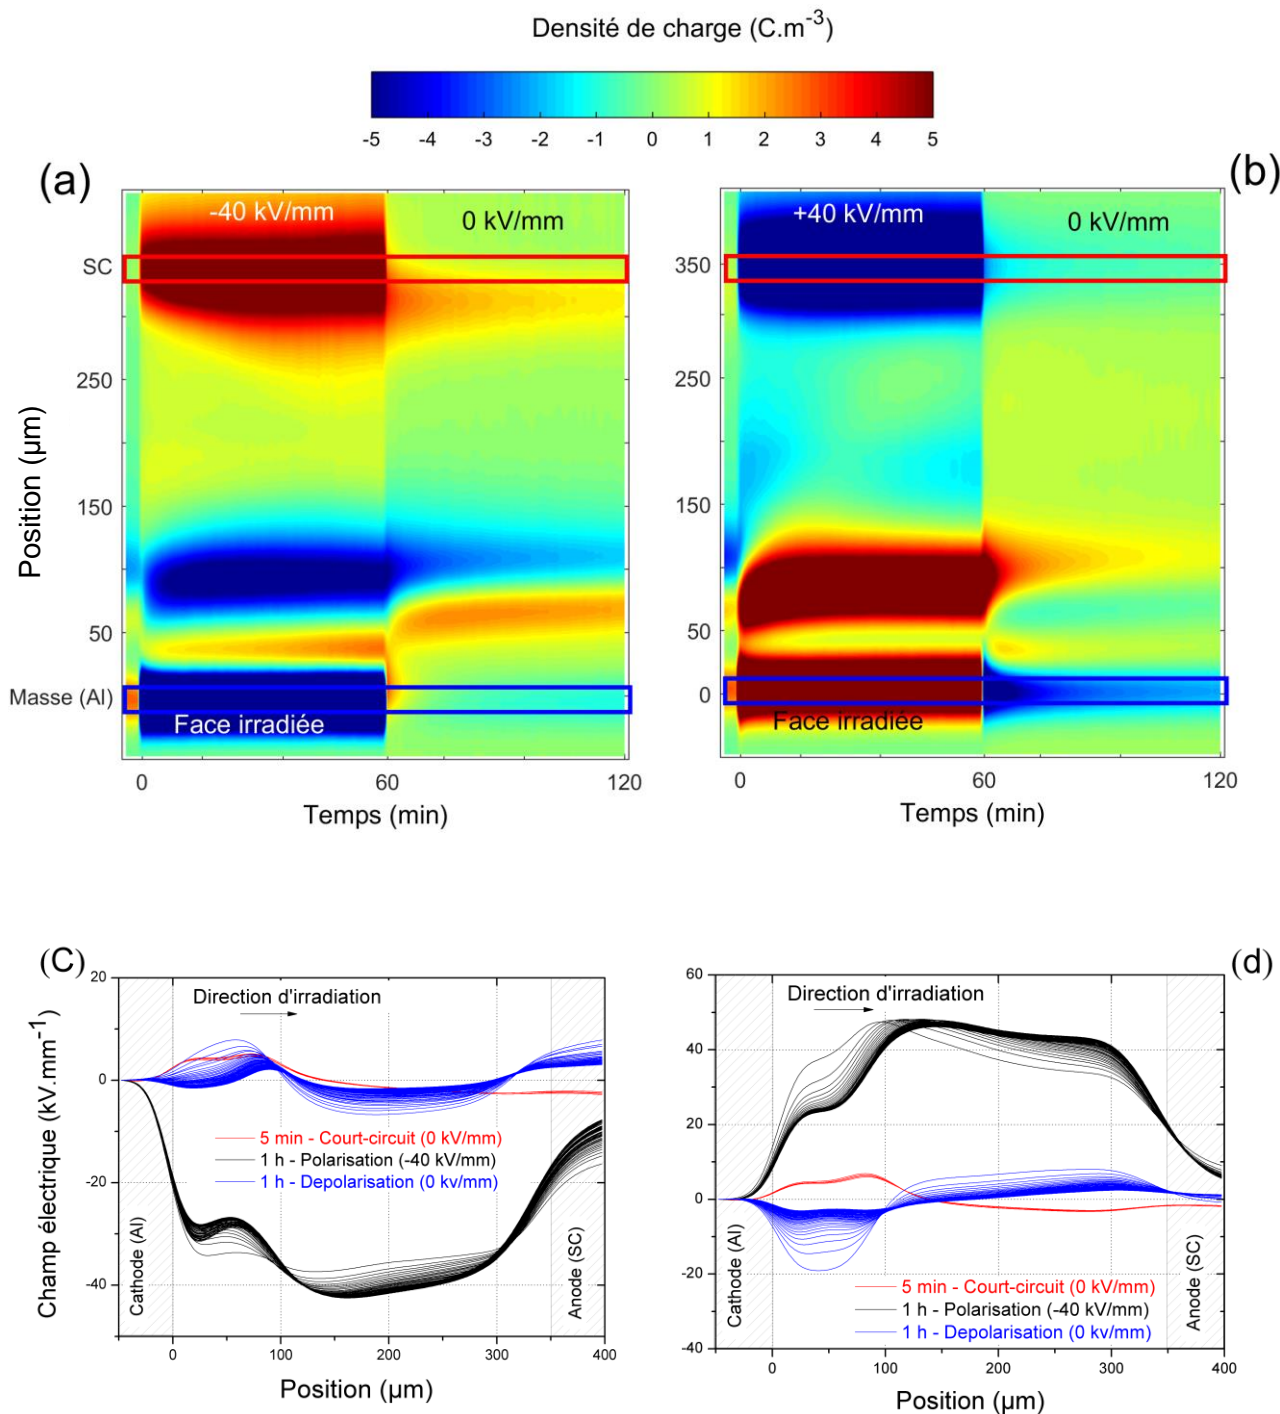 Densité de charge (C.m⁻³)
-5 -4 -3 -2 -1 0 1 2 3 4 5
(a)
(b)
-40 kV/mm
0 kV/mm
+40 kV/mm
0 kV/mm
SC
250
150
50
Masse (Al)
350
250
150
50
0
Position (µm)
Face irradiée
Face irradiée
0 60 120
0 60 120
Temps (min)
Temps (min)
(C)
(d)
20
0
-20
-40
Champ électrique (kV.mm⁻¹)
Direction d'irradiation
5 min - Court-circuit (0 kV/mm)
1 h - Polarisation (-40 kV/mm)
1 h - Depolarisation (0 kv/mm)
Cathode (Al)
Anode (SC)
0 100 200 300 400
Position (µm)
60
40
20
0
-20
-40
Direction d'irradiation
Cathode (Al)
Anode (SC)
5 min - Court-circuit (0 kV/mm)
1 h - Polarisation (-40 kV/mm)
1 h - Depolarisation (0 kv/mm)
0 100 200 300 400
Position (µm)